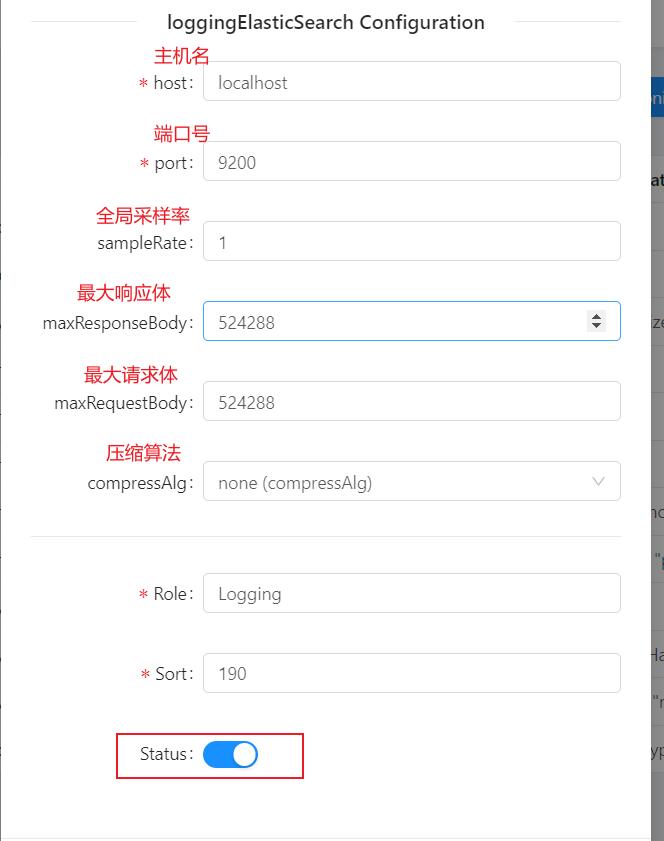 loggingElasticSearch Configuration
主机名
* host: localhost
端口号
* port: 9200
全局采样率
sampleRate: 1
最大响应体
maxResponseBody: 524288
最大请求体
maxRequestBody: 524288
压缩算法
compressAlg: none (compressAlg)
* Role: Logging
* Sort: 190
Status: